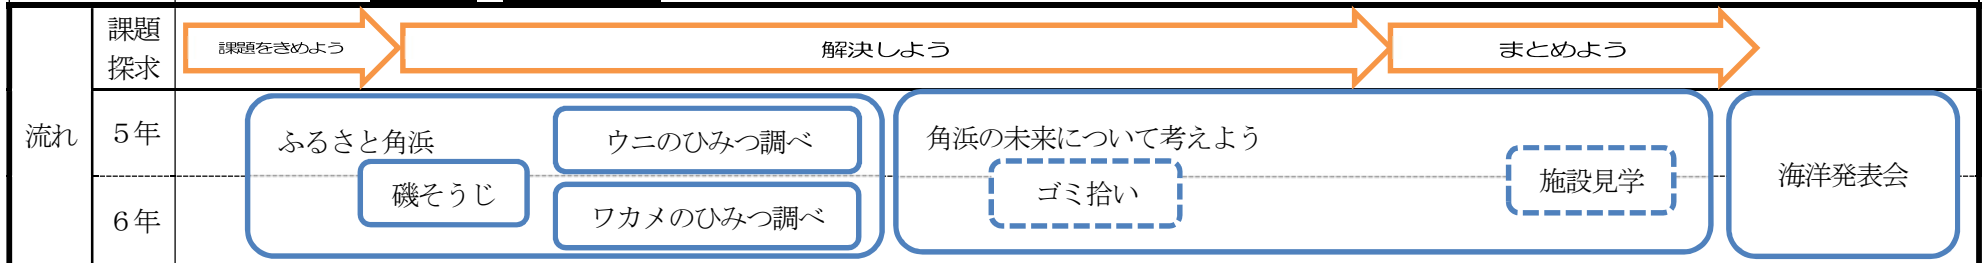 課題
探求
課題をきめよう
解決しよう
まとめよう
流れ
５年
６年
ふるさと角浜
磯そうじ
ウニのひみつ調べ
ワカメのひみつ調べ
角浜の未来について考えよう
ゴミ拾い
施設見学
海洋発表会